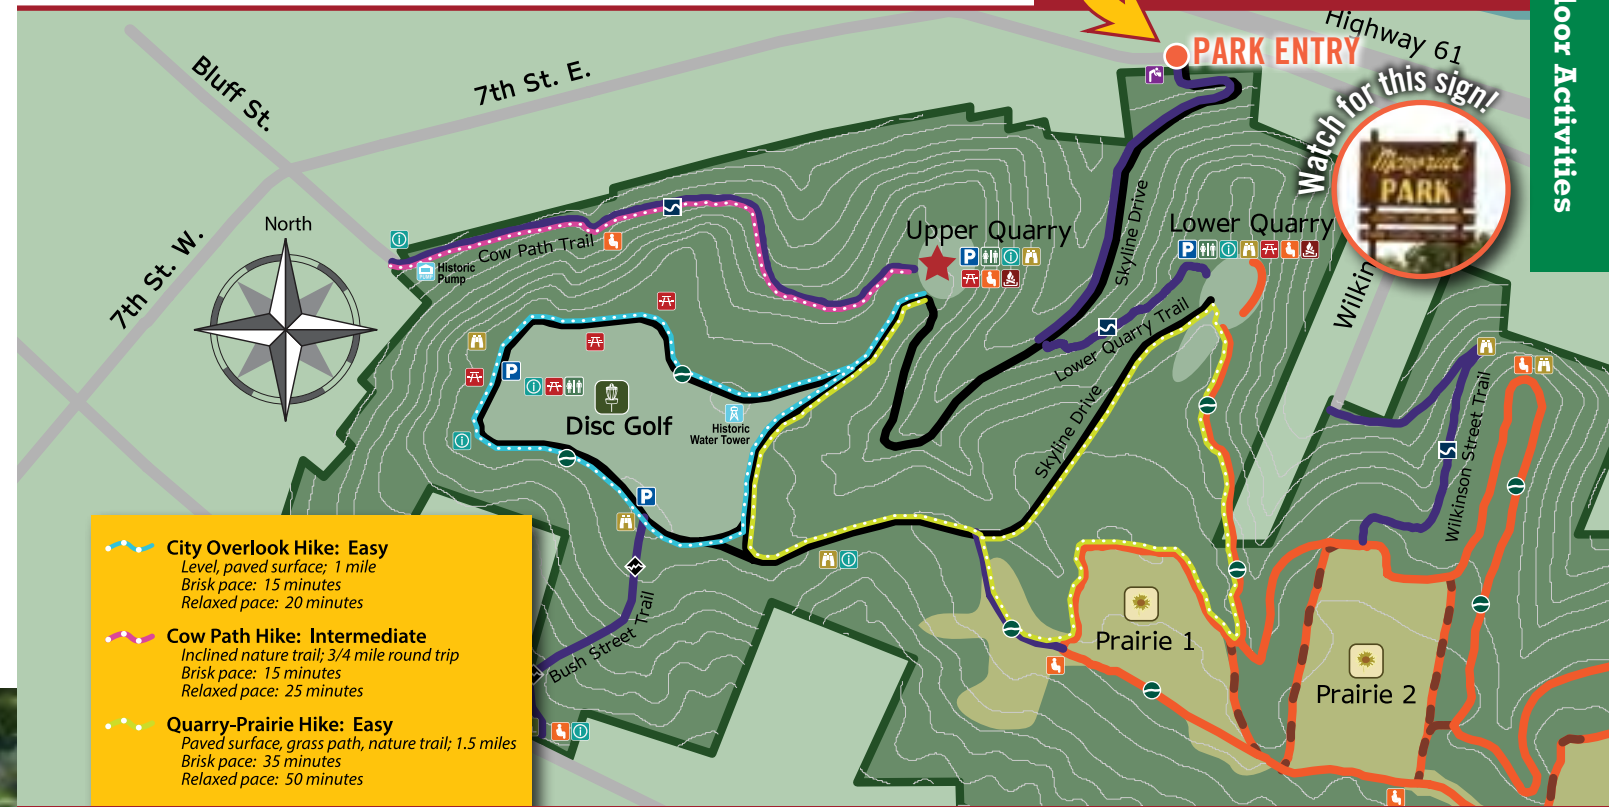 Highway 61
PARK ENTRY
Watch for this sign!
Memorial
PARK
loor Activities
Bluff St.
7th St. E.
7th St. W.
North
Skyline Drive
Upper Quarry
Lower Quarry
Cow Path Trail
Historic
Pump
PUMP
Lower Quarry Trail
Wilkin
Disc Golf
Historic
Water Tower
Skyline Drive
Wilkinson Street Trail
Bush Street Trail
Prairie 1
Prairie 2
P
P
P
P
City Overlook Hike: Easy
Level, paved surface; 1 mile
Brisk pace: 15 minutes
Relaxed pace: 20 minutes
Cow Path Hike: Intermediate
Inclined nature trail; 3/4 mile round trip
Brisk pace: 15 minutes
Relaxed pace: 25 minutes
Quarry-Prairie Hike: Easy
Paved surface, grass path, nature trail; 1.5 miles
Brisk pace: 35 minutes
Relaxed pace: 50 minutes